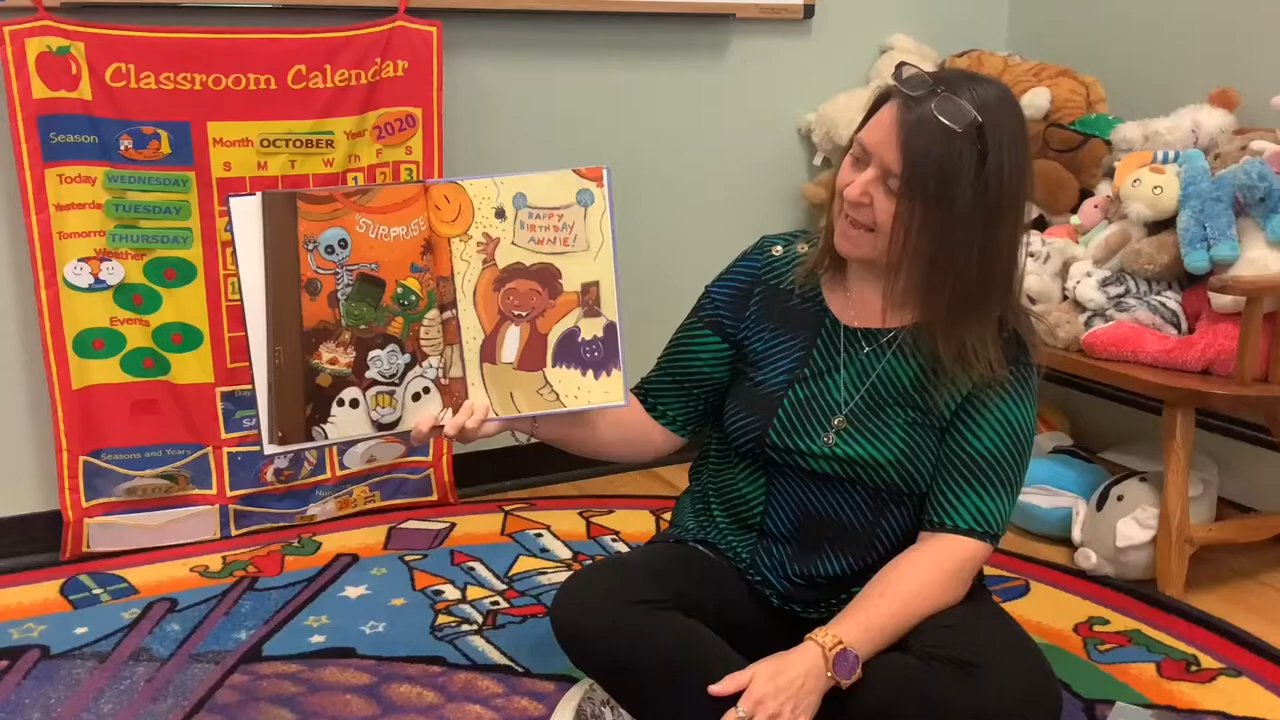 Classroom Calendar
Season
Month OCTOBER Year 2020
S M T W Th F S
1 2 3
Today WEDNESDAY
Yesterday TUESDAY
Tomorro THURSDAY
Weather
Events
Seasons and Years
"SURPRISE
HAPPY
BIRTHDAY
ANNIE!